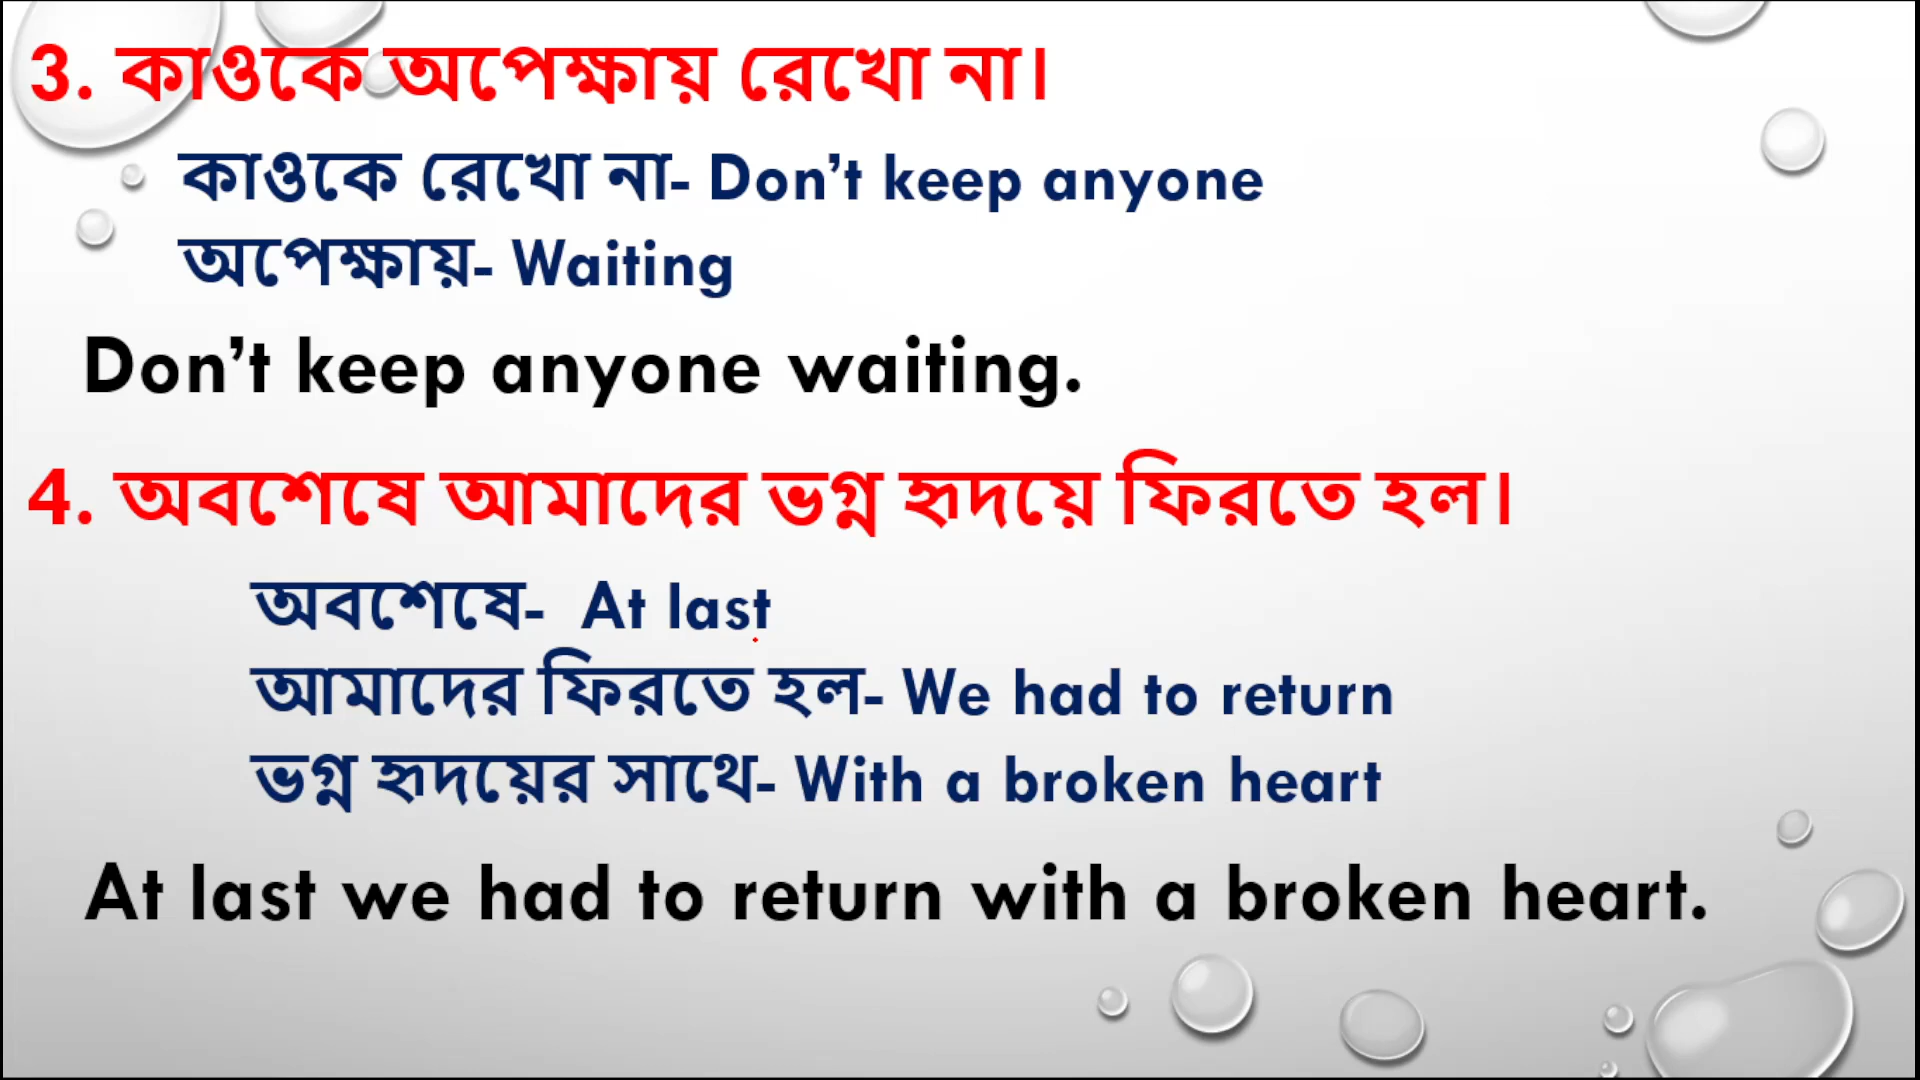 3. কাওকে অপেক্ষায় রেখো না।
কাওকে রেখো না- Don’t keep anyone
অপেক্ষায়- Waiting
Don’t keep anyone waiting.
4. অবশেষে আমাদের ভগ্ন হৃদয়ে ফিরতে হল।
অবশেষে- At last
আমাদের ফিরতে হল- We had to return
ভগ্ন হৃদয়ের সাথে- With a broken heart
At last we had to return with a broken heart.